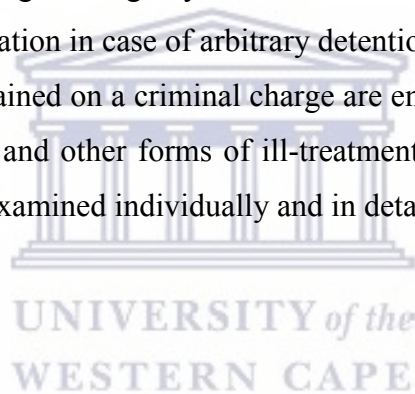 ation in case of arbitrary detentio
ained on a criminal charge are en
and other forms of ill-treatment
xamined individually and in deta
UNIVERSITY of the
WESTERN CAPE